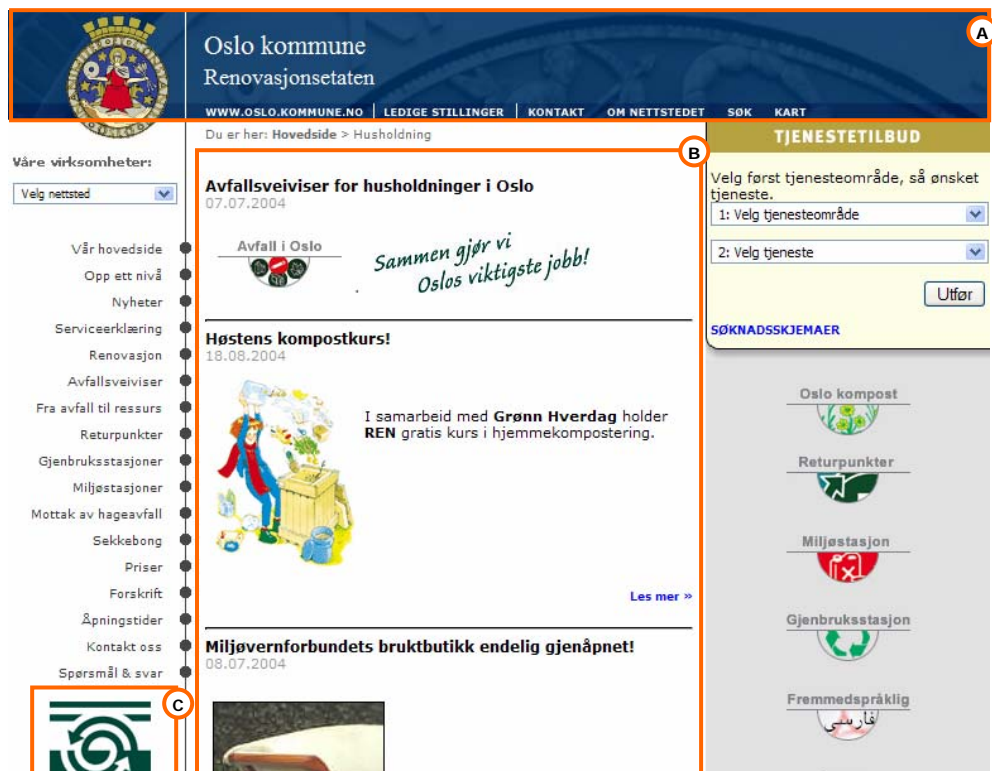 A
Oslo kommune
Renovasjonsetaten
WWW.OSLO.KOMMUNE.NO | LEDIGE STILLINGER | KONTAKT OM NETTSTEDET SØK KART
Våre virksomheter:
Velg nettsted
Vår hovedside
Opp ett nivå
Nyheter
Serviceerklæring
Renovasjon
Avfallsveiviser
Fra avfall til ressurs
Returpunkter
Gjenbruksstasjoner
Miljøstasjoner
Mottak av hageavfall
Sekkebong
Priser
Forskrift
Åpningstider
Kontakt oss
Spørsmål & svar
C
Du er her: Hovedside > Husholdning
B
Avfallsveiviser for husholdninger i Oslo
07.07.2004
Avfall i Oslo
Sammen gjør vi
Oslos viktigste jobb!
Høstens kompostkurs!
18.08.2004
I samarbeid med Grønn Hverdag holder
REN gratis kurs i hjemmekompostering.
Les mer »
Miljøvernforbundets bruktbutikk endelig gjenåpnet!
08.07.2004
TJENESTETILBUD
Velg først tjenesteområde, så ønsket
tjeneste.
1: Velg tjenesteområde
2: Velg tjeneste
Utfør
SØKNADSSKJEMAER
Oslo kompost
Returpunkter
Miljøstasjon
Gjenbruksstasjon
Fremmedspråklig
فارسی